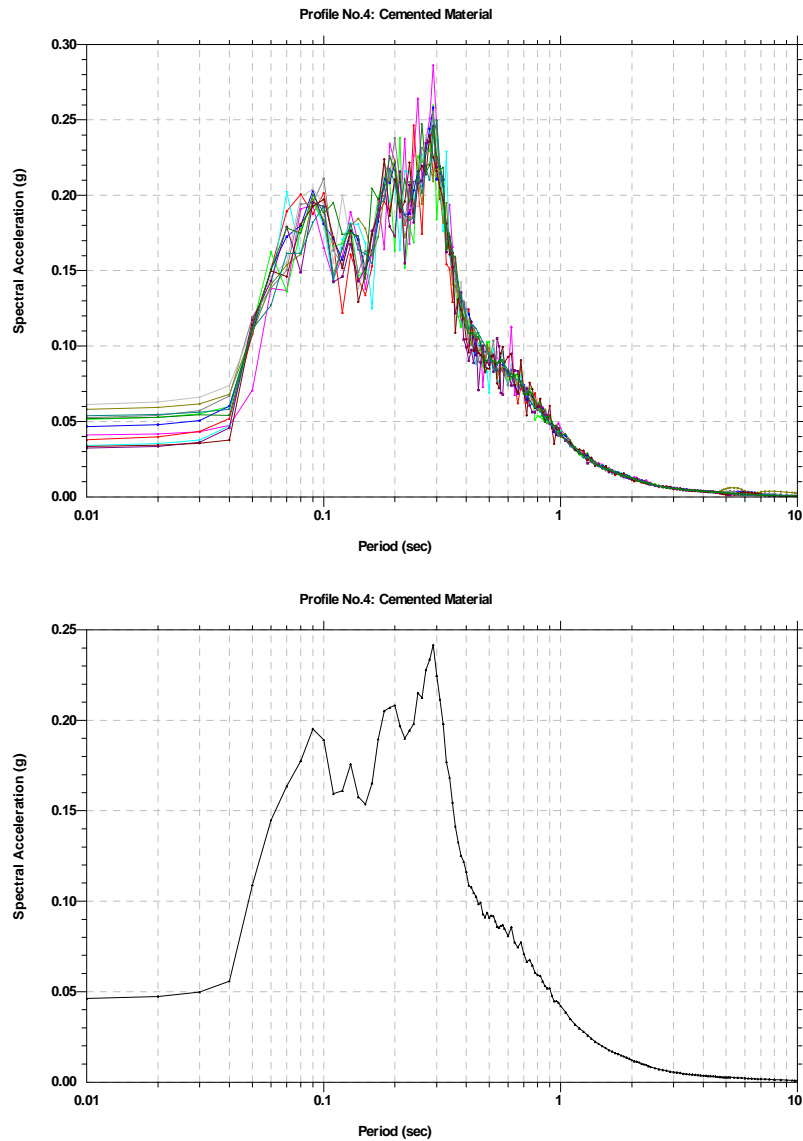 Profile No.4: Cemented Material
0.30
0.25
0.20
0.15
0.10
0.05
0.00
Spectral Acceleration (g)
0.01 0.1 1 10
Period (sec)
Profile No.4: Cemented Material
0.25
0.20
0.15
0.10
0.05
0.00
Spectral Acceleration (g)
0.01 0.1 1 10
Period (sec)